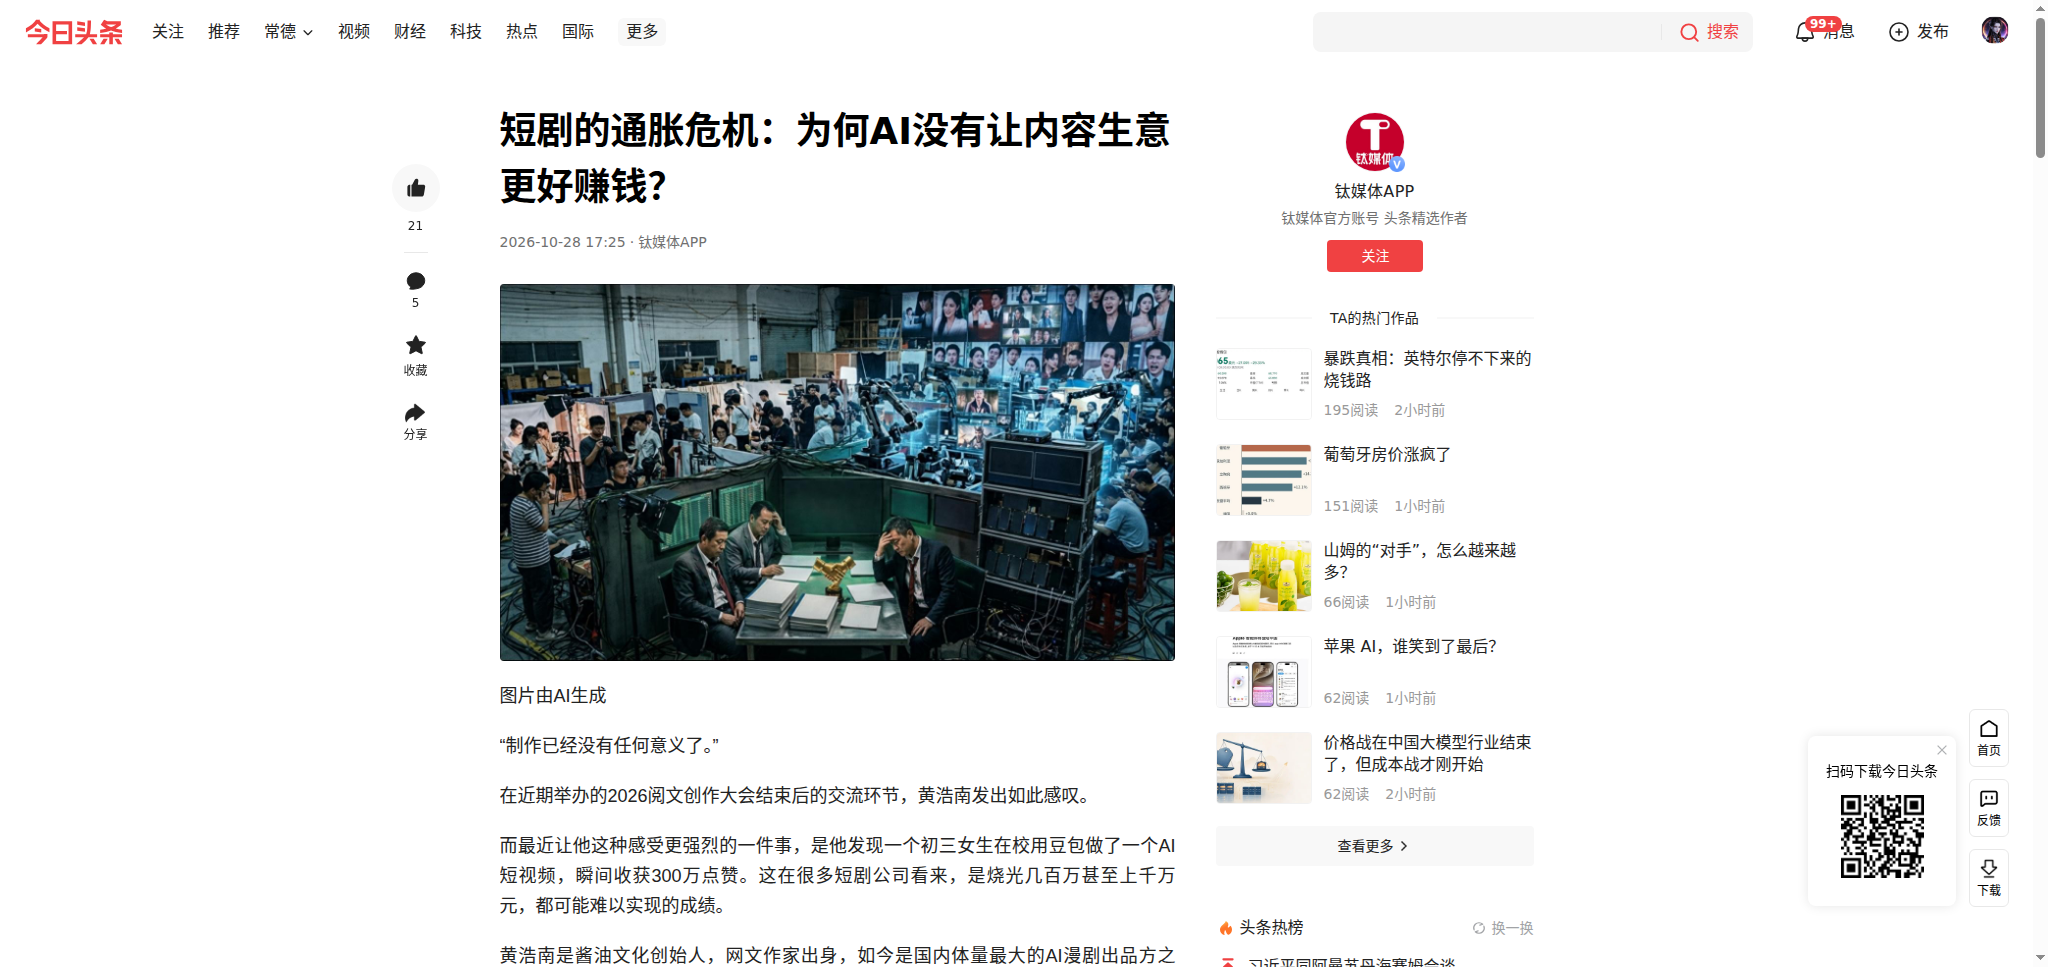 今日头条
关注
推荐
常德
视频
财经
科技
热点
国际
更多
搜索
99+
消息
发布
短剧的通胀危机：为何AI没有让内容生意
更好赚钱？
2026-10-28 17:25 · 钛媒体APP
21
5
收藏
分享
图片由AI生成
“制作已经没有任何意义了。”
在近期举办的2026阅文创作大会结束后的交流环节，黄浩南发出如此感叹。
而最近让他这种感受更强烈的一件事，是他发现一个初三女生在校用豆包做了一个AI
短视频，瞬间收获300万点赞。这在很多短剧公司看来，是烧光几百万甚至上千万
元，都可能难以实现的成绩。
黄浩南是酱油文化创始人，网文作家出身，如今是国内体量最大的AI漫剧出品方之
钛媒体
钛媒体APP
钛媒体官方账号 头条精选作者
关注
TA的热门作品
暴跌真相：英特尔停不下来的
烧钱路
195阅读 2小时前
葡萄牙房价涨疯了
151阅读 1小时前
山姆的“对手”，怎么越来越
多？
66阅读 1小时前
苹果 AI，谁笑到了最后？
62阅读 1小时前
价格战在中国大模型行业结束
了，但成本战才刚开始
62阅读 2小时前
查看更多
头条热榜
换一换
习近平同阿曼苏丹海赛姆会谈
扫码下载今日头条
首页
反馈
下载